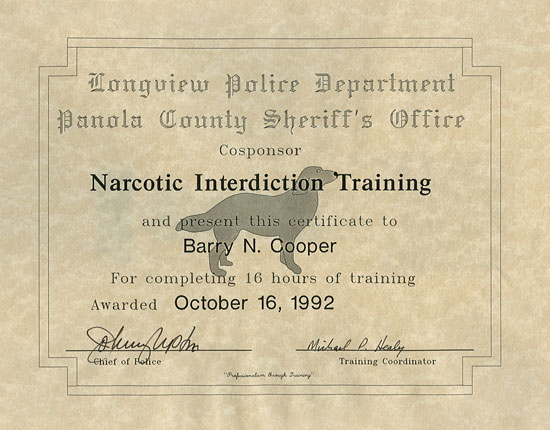 Longview Police Department
Panola County Sheriff's Office
Cosponsor
Narcotic Interdiction Training
and present this certificate to
Barry N. Cooper
For completing 16 hours of training
Awarded October 16, 1992
Michael P. Healy
Chief of Police Training Coordinator
"Professionalism through Training"